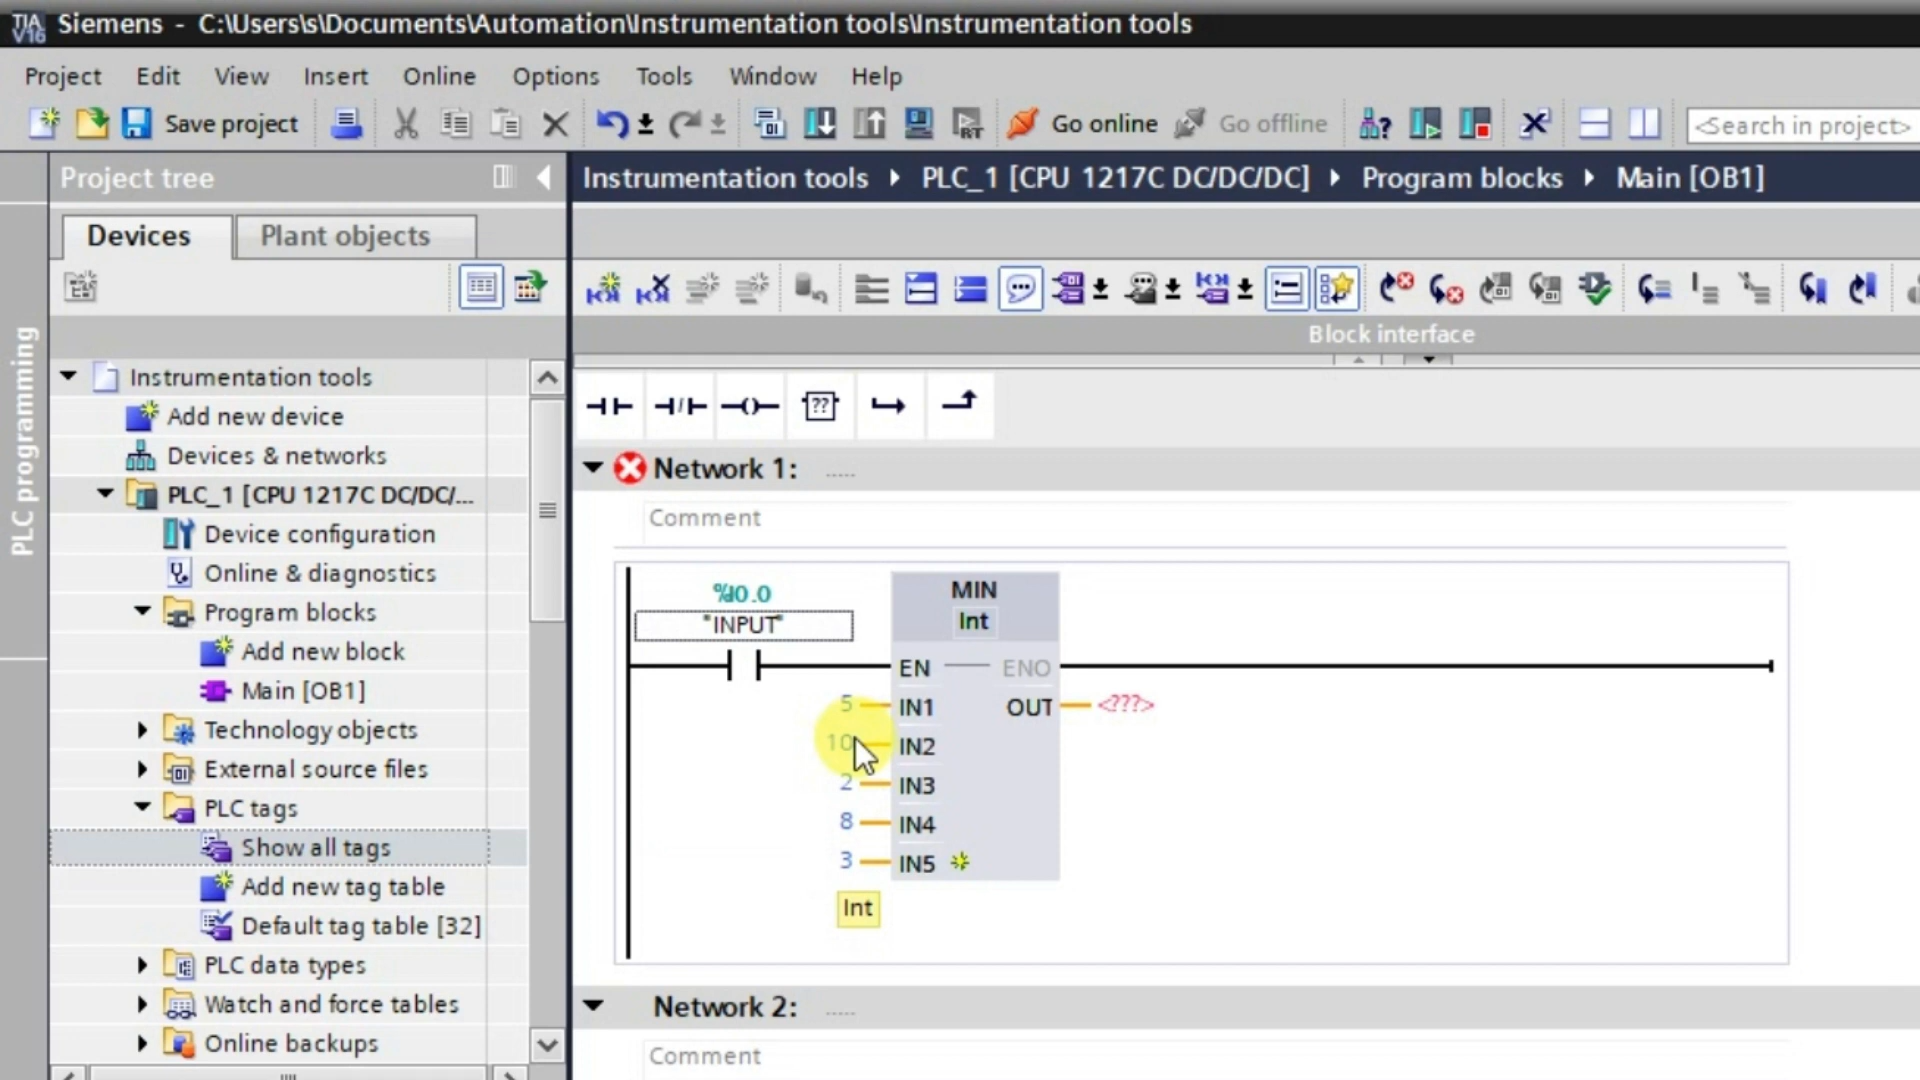 TIA V16 Siemens - C:\Users\s\Documents\Automation\Instrumentation tools\Instrumentation tools
Project Edit View Insert Online Options Tools Window Help
Save project RT Go online Go offline <Search in project>
Project tree
Instrumentation tools PLC_1 [CPU 1217C DC/DC/DC] Program blocks Main [OB1]
Devices Plant objects
Block interface
PLC programming
Instrumentation tools
Add new device
Devices & networks
PLC_1 [CPU 1217C DC/DC/...
Device configuration
Online & diagnostics
Program blocks
Add new block
Main [OB1]
Technology objects
External source files
PLC tags
Show all tags
Add new tag table
Default tag table [32]
PLC data types
Watch and force tables
Online backups
??
Network 1: .....
Comment
%I0.0
"INPUT"
MIN
Int
EN ENO
5 IN1 OUT <???>
10 IN2
2 IN3
8 IN4
3 IN5
Int
Network 2: .....
Comment